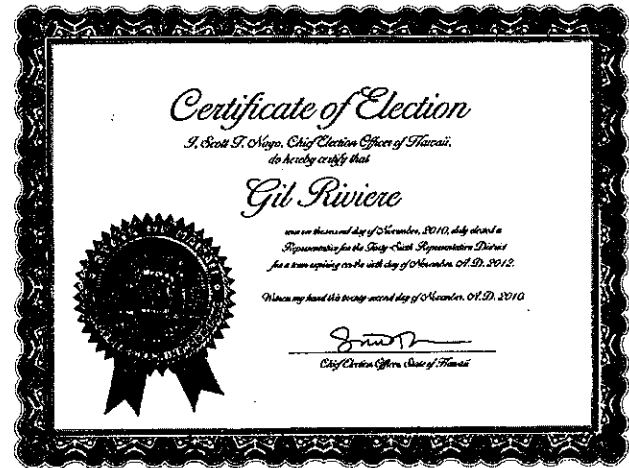 Certificate of Election
I, Scott T. Nago, Chief Election Officer of Hawaii,
do hereby certify that
Gil Riviere
was on the second day of November, 2010, duly elected a
Representative for the Forty-Sixth Representative District
for a term expiring on the sixth day of November, A.D. 2012.
Witness my hand this twenty-second day of November, A.D. 2010.
Chief Election Officer, State of Hawaii